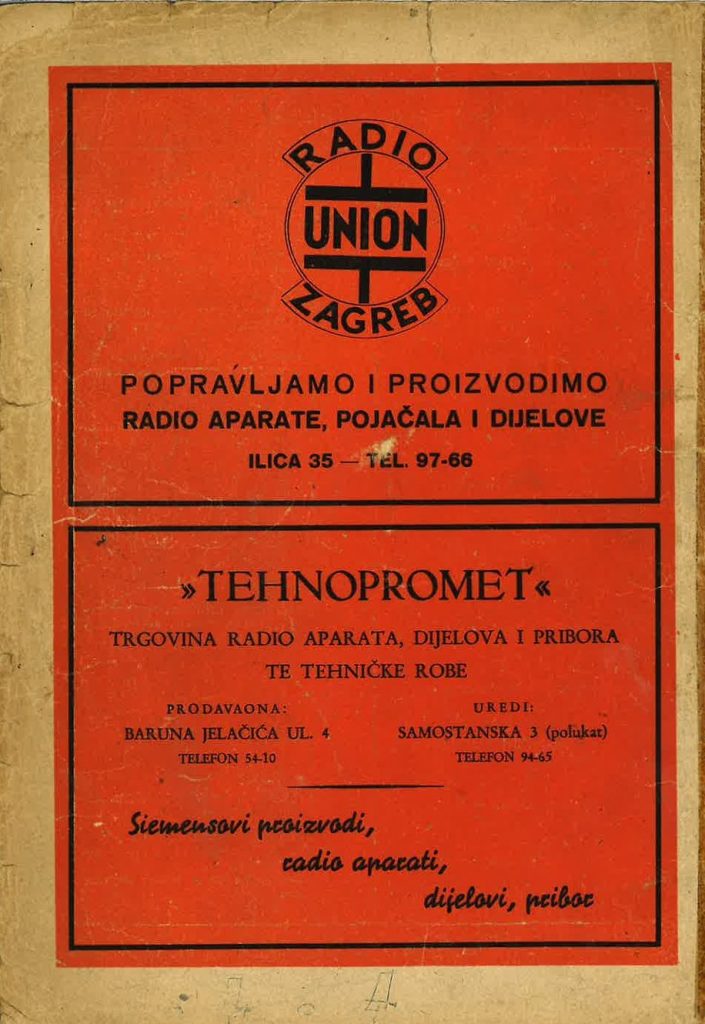 RADIO
UNION
ZAGREB
POPRAVLJAMO I PROIZVODIMO
RADIO APARATE, POJAČALA I DIJELOVE
ILICA 35 — TEL. 97-66
»TEHNOPROMET«
TRGOVINA RADIO APARATA, DIJELOVA I PRIBORA
TE TEHNIČKE ROBE
PRODAVAONA:
BARUNA JELAČIĆA UL. 4
TELEFON 54-10
UREDI:
SAMOSTANSKA 3 (polukat)
TELEFON 94-65
Siemensovi proizvodi,
radio aparati,
dijelovi, pribor